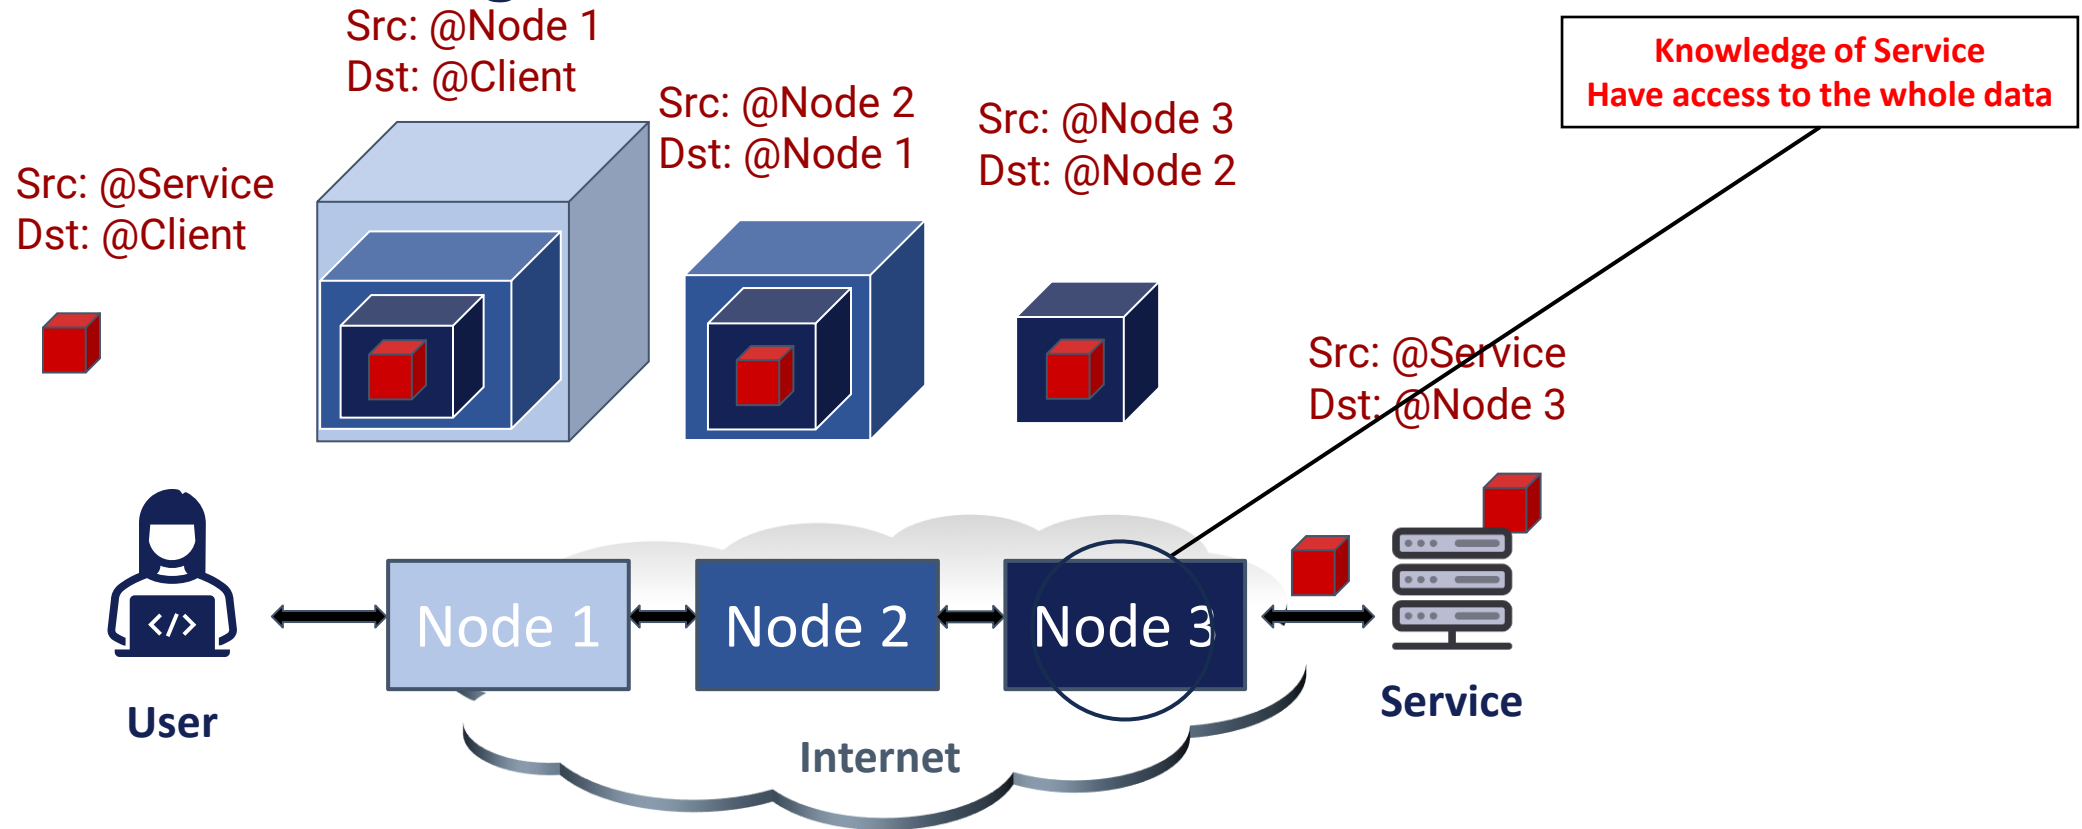 Src: @Node 1
Dst: @Client
Src: @Node 2
Dst: @Node 1
Src: @Node 3
Dst: @Node 2
Knowledge of Service
Have access to the whole data
Src: @Service
Dst: @Client
Src: @Service
Dst: @Node 3
</>
Node 1
Node 2
Node 3
User
Internet
Service